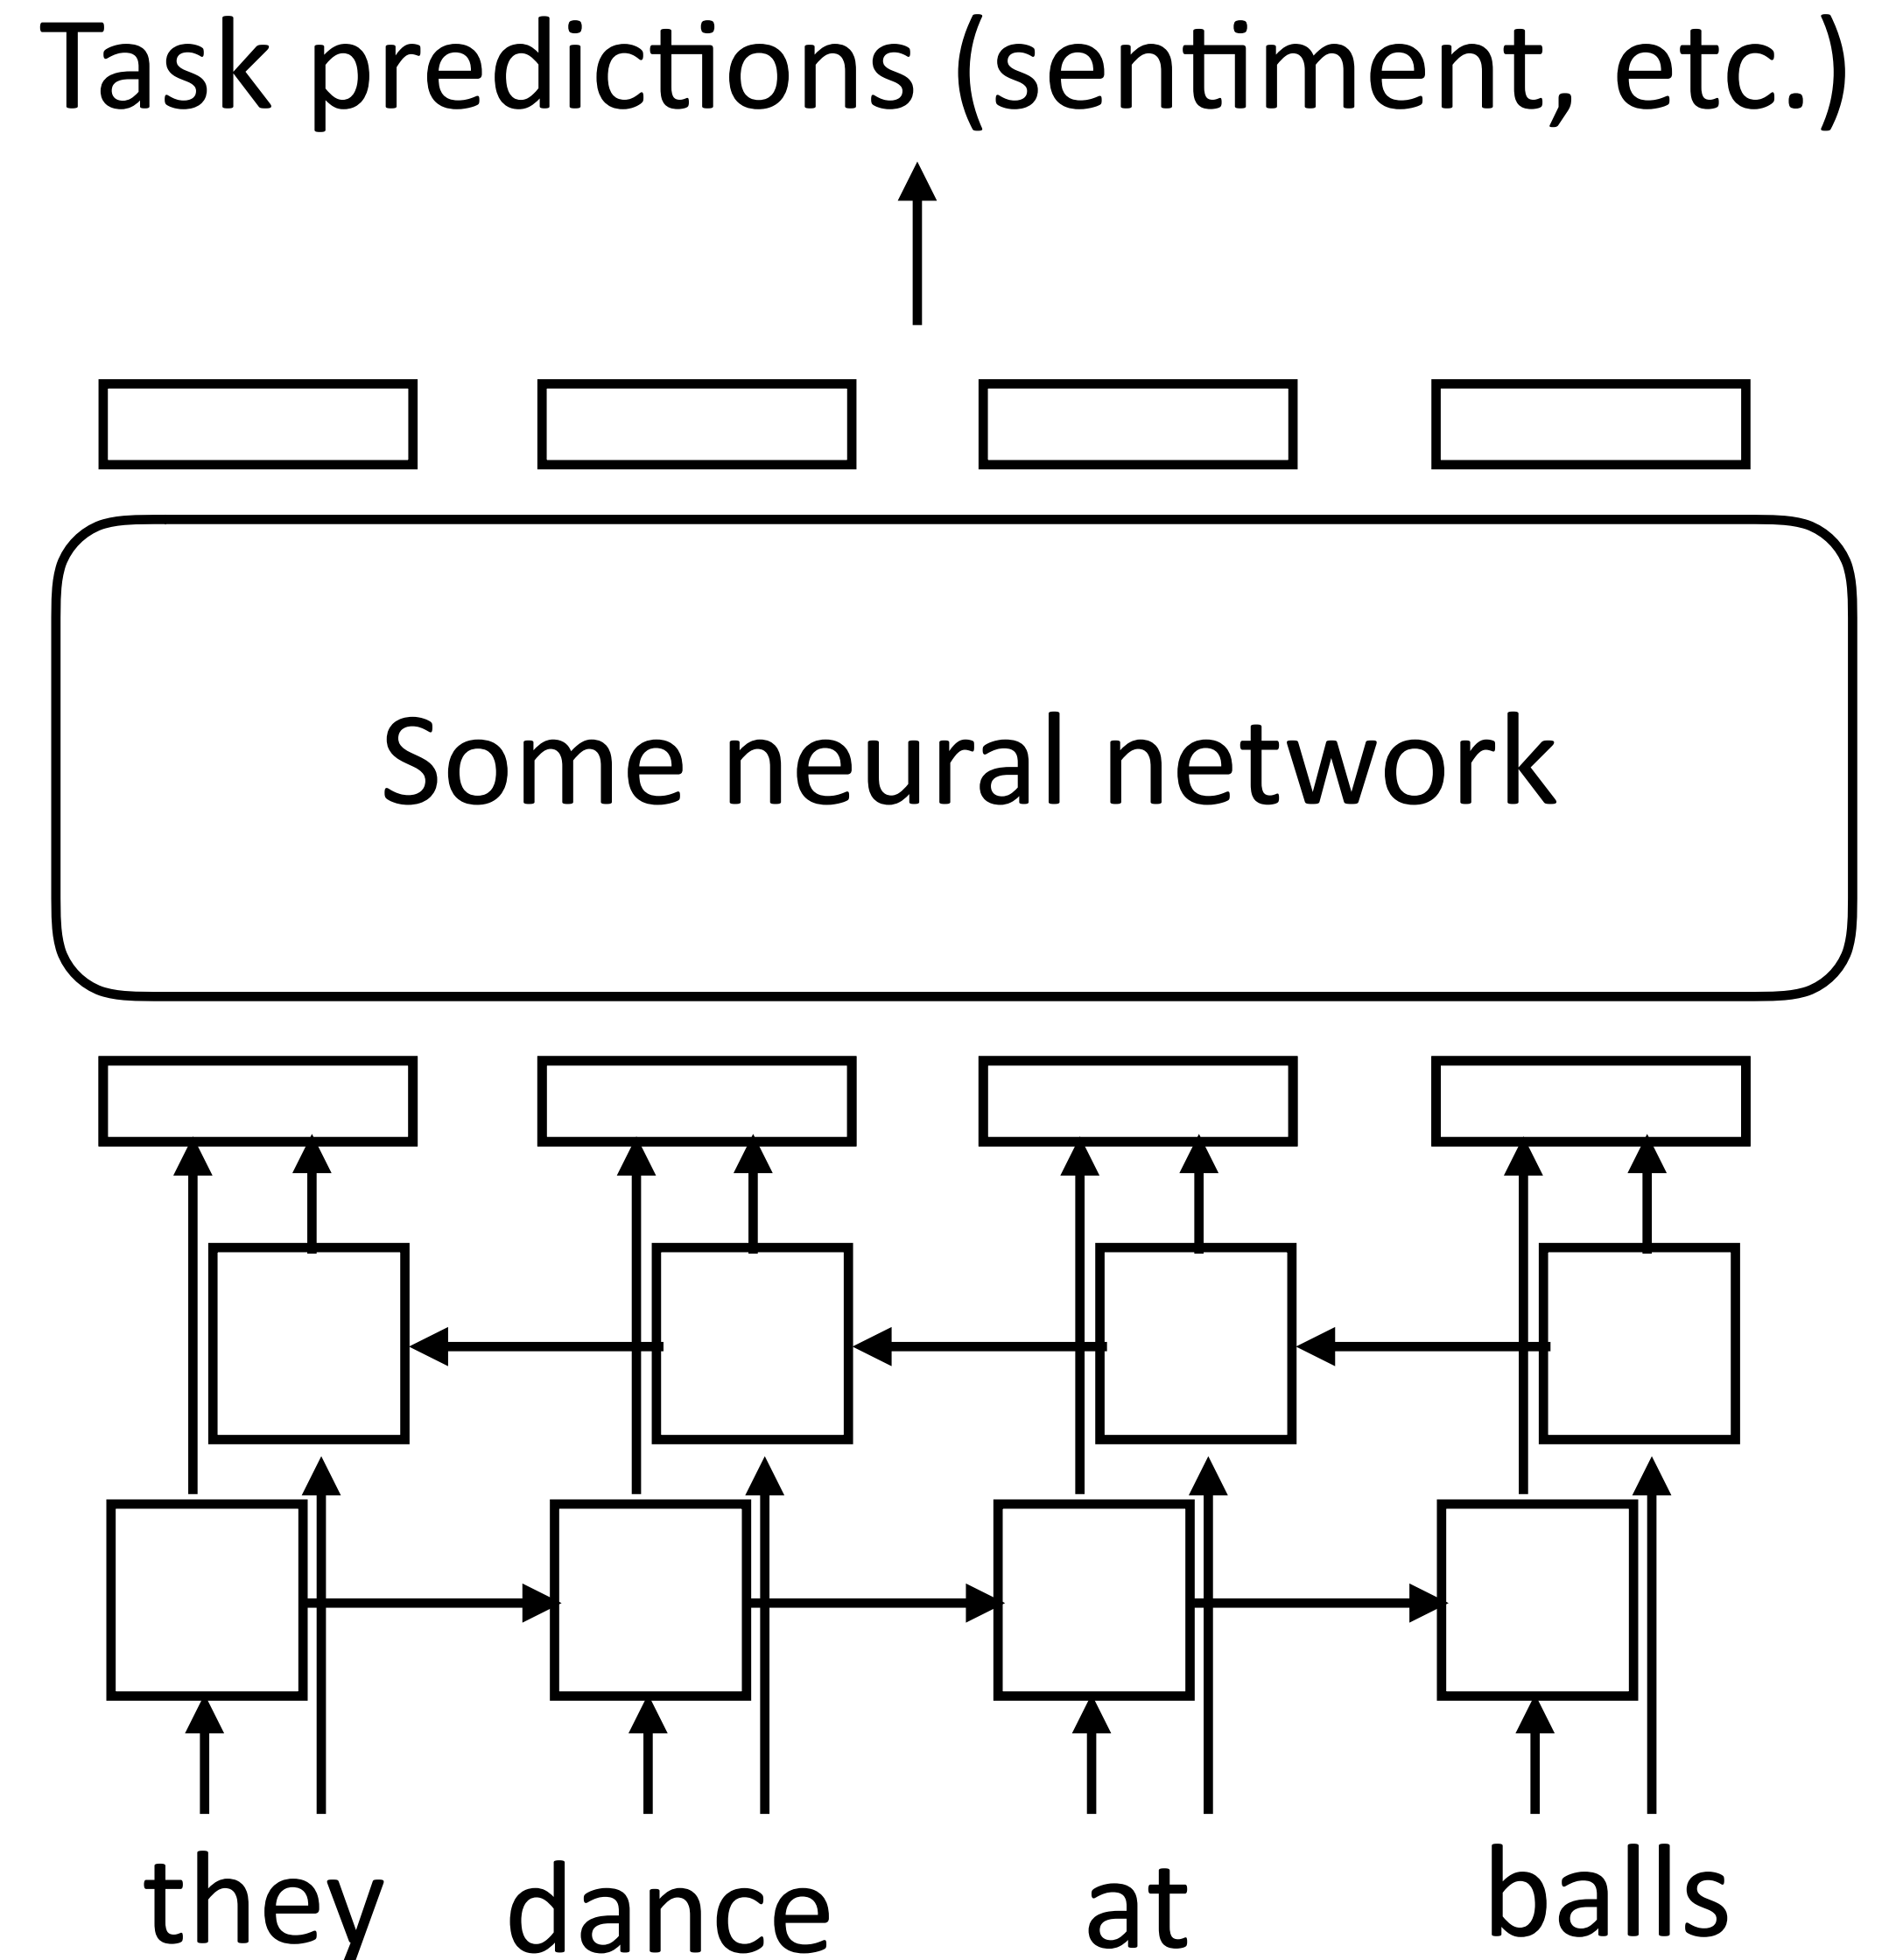 Task predictions (sentiment, etc.)
Some neural network
they dance at balls